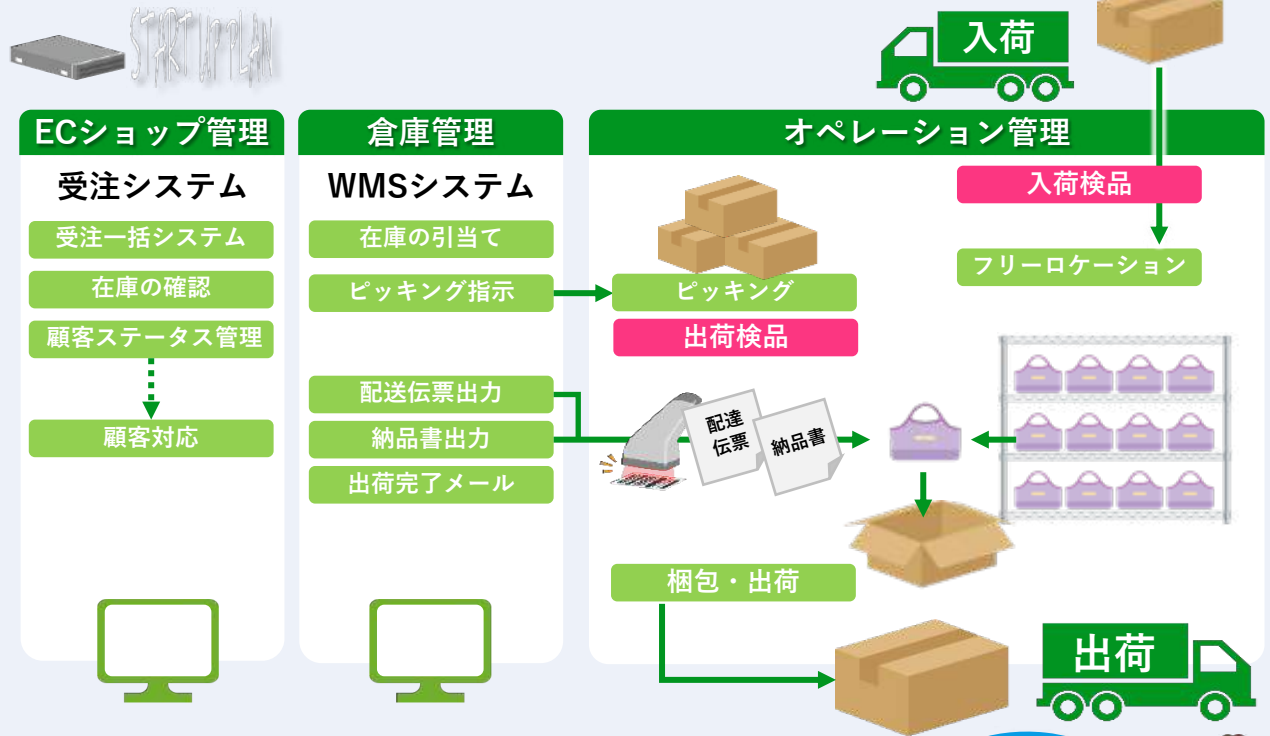 START UP PLAN
入荷
ECショップ管理
受注システム
受注一括システム
在庫の確認
顧客ステータス管理
顧客対応
倉庫管理
WMSシステム
在庫の引当て
ピッキング指示
配送伝票出力
納品書出力
出荷完了メール
オペレーション管理
入荷検品
フリーロケーション
ピッキング
出荷検品
配達
伝票
納品書
梱包・出荷
出荷